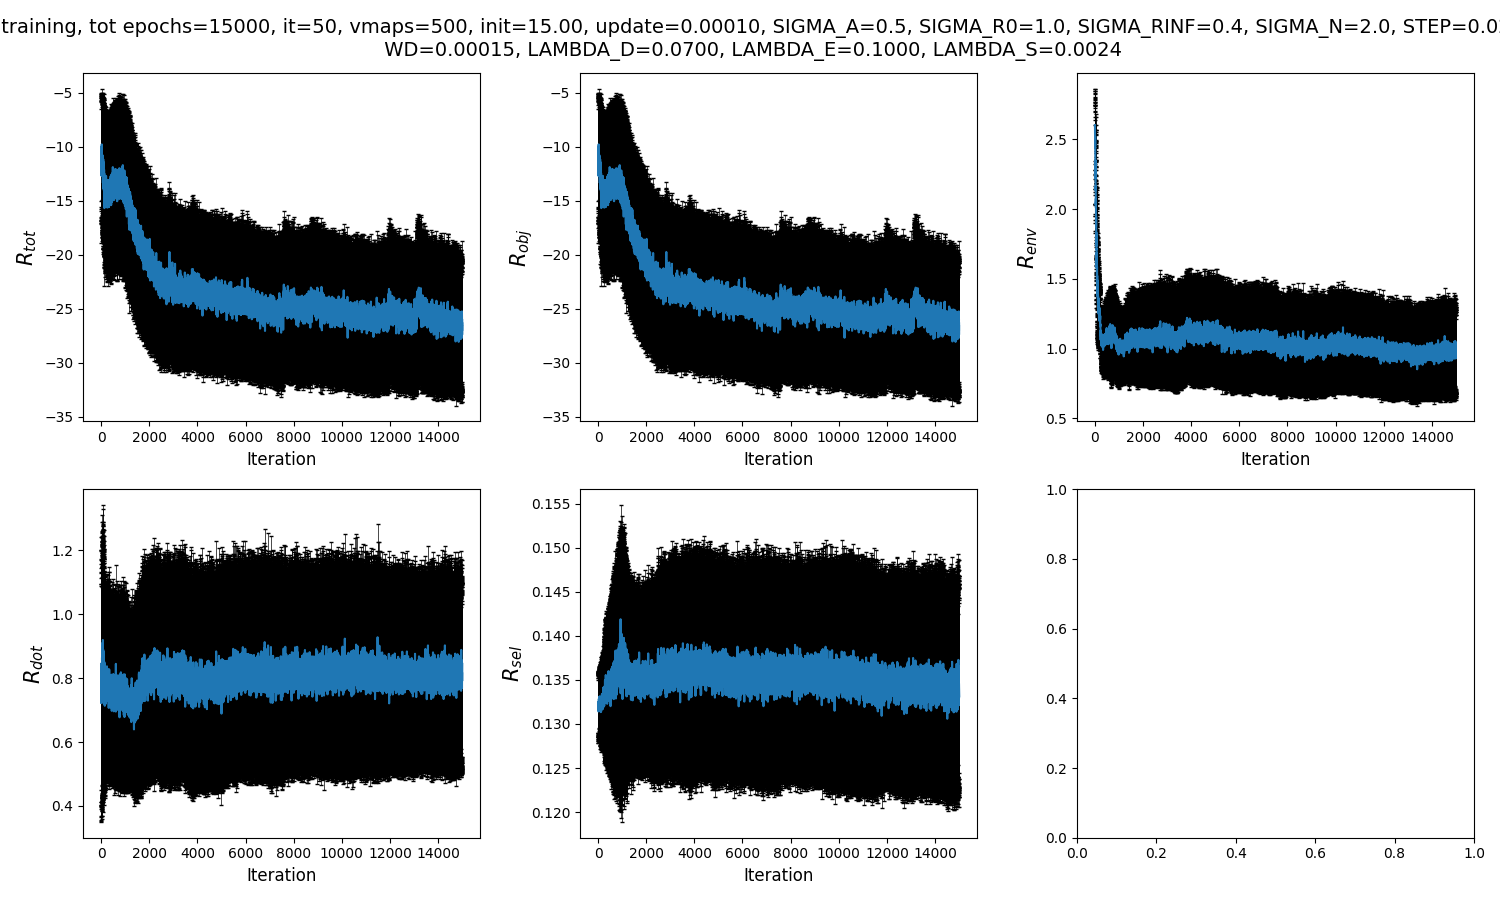 training, tot epochs=15000, it=50, vmaps=500, init=15.00, update=0.00010, SIGMA_A=0.5, SIGMA_R0=1.0, SIGMA_RINF=0.4, SIGMA_N=2.0, STEP=0.0
WD=0.00015, LAMBDA_D=0.0700, LAMBDA_E=0.1000, LAMBDA_S=0.0024
−5
−10
−15
−20
−25
−30
−35
R_tot
0 2000 4000 6000 8000 10000 12000 14000
Iteration
−5
−10
−15
−20
−25
−30
−35
R_obj
0 2000 4000 6000 8000 10000 12000 14000
Iteration
2.5
2.0
1.5
1.0
0.5
R_env
0 2000 4000 6000 8000 10000 12000 14000
Iteration
1.2
1.0
0.8
0.6
0.4
R_dot
0 2000 4000 6000 8000 10000 12000 14000
Iteration
0.155
0.150
0.145
0.140
0.135
0.130
0.125
0.120
R_sel
0 2000 4000 6000 8000 10000 12000 14000
Iteration
1.0
0.8
0.6
0.4
0.2
0.0
0.0 0.2 0.4 0.6 0.8 1.0